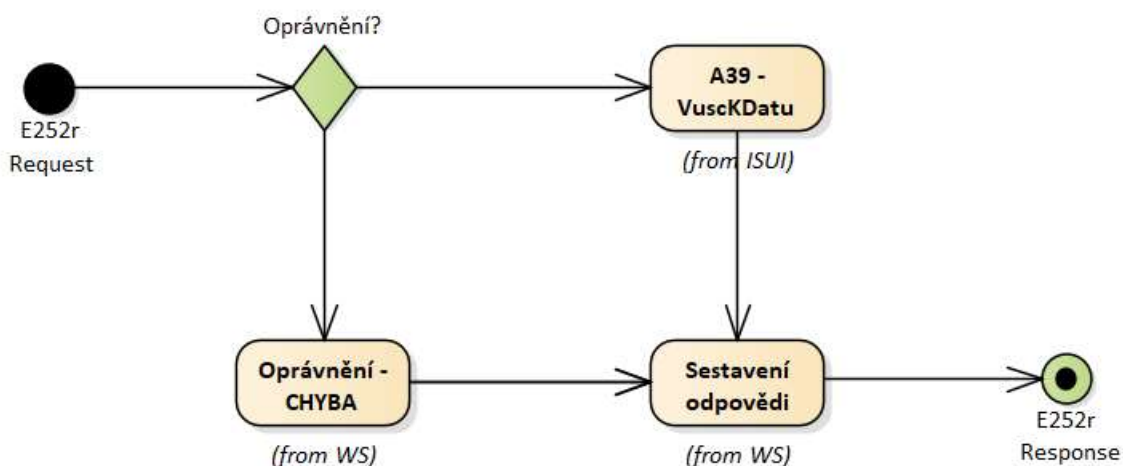 Oprávnění?
E252r
Request
A39 -
VuscKDatu
(from ISUI)
Oprávnění -
CHYBA
(from WS)
Sestavení
odpovědi
(from WS)
E252r
Response